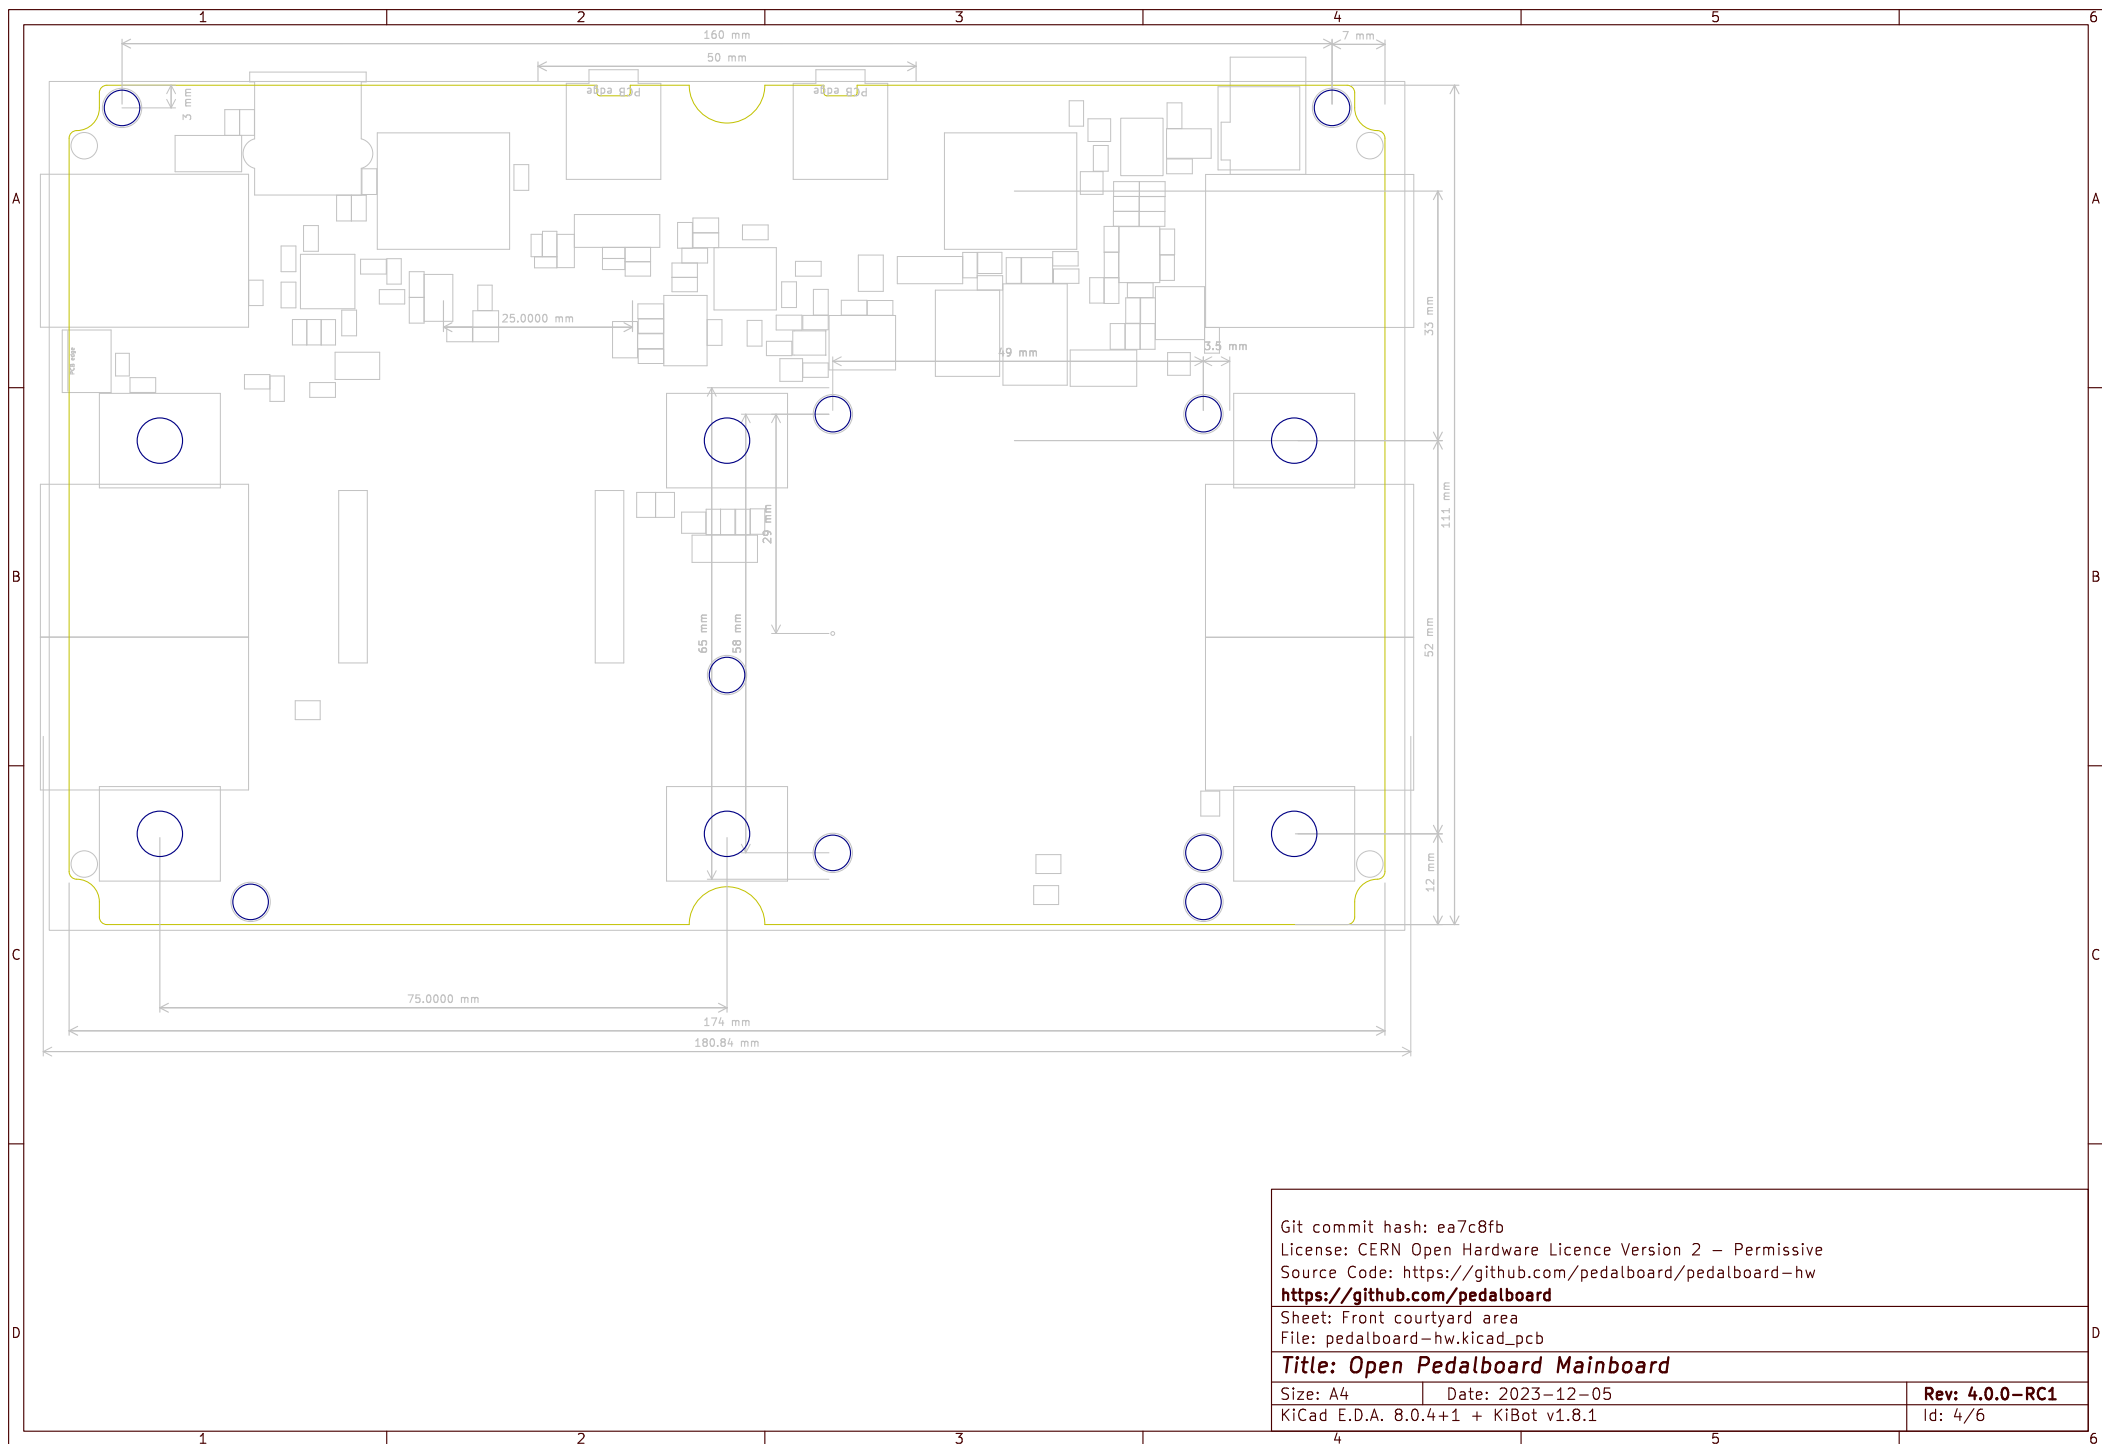 1 2 3 4 5 6
160 mm
7 mm
50 mm
3 mm
PCB edge
PCB edge
A
A
33 mm
25.0000 mm
PCB edge
49 mm
3.5 mm
111 mm
29 mm
B
B
65 mm
58 mm
52 mm
12 mm
C
C
75.0000 mm
174 mm
180.84 mm
Git commit hash: ea7c8fb
License: CERN Open Hardware Licence Version 2 - Permissive
Source Code: https://github.com/pedalboard/pedalboard-hw
https://github.com/pedalboard
Sheet: Front courtyard area
File: pedalboard-hw.kicad_pcb
D
D
Title: Open Pedalboard Mainboard
Size: A4
Date: 2023-12-05
Rev: 4.0.0-RC1
KiCad E.D.A. 8.0.4+1 + KiBot v1.8.1
Id: 4/6
1 2 3 4 5 6